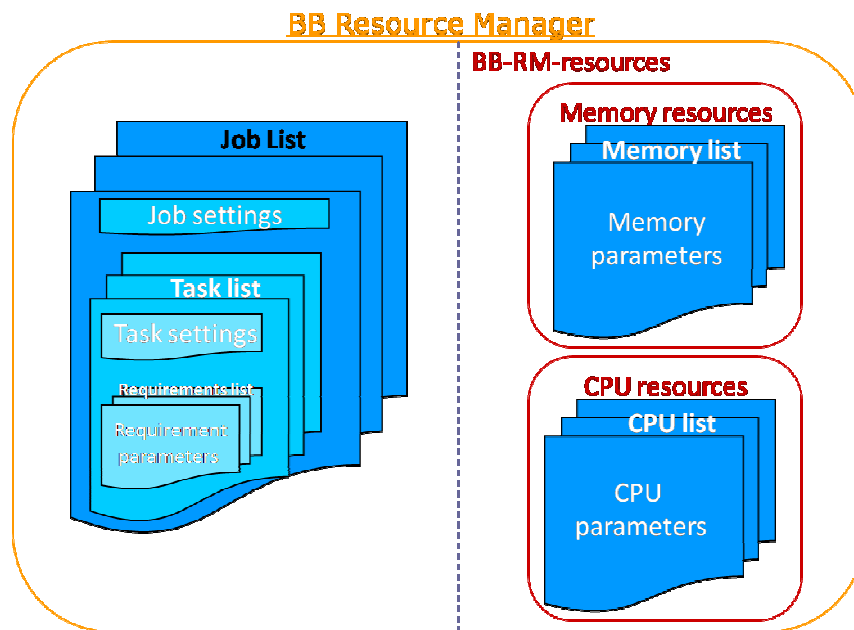 BB Resource Manager
Job List
Job settings
Task list
Task settings
Requirements list
Requirement
parameters
BB-RM-resources
Memory resources
Memory list
Memory
parameters
CPU resources
CPU list
CPU
parameters